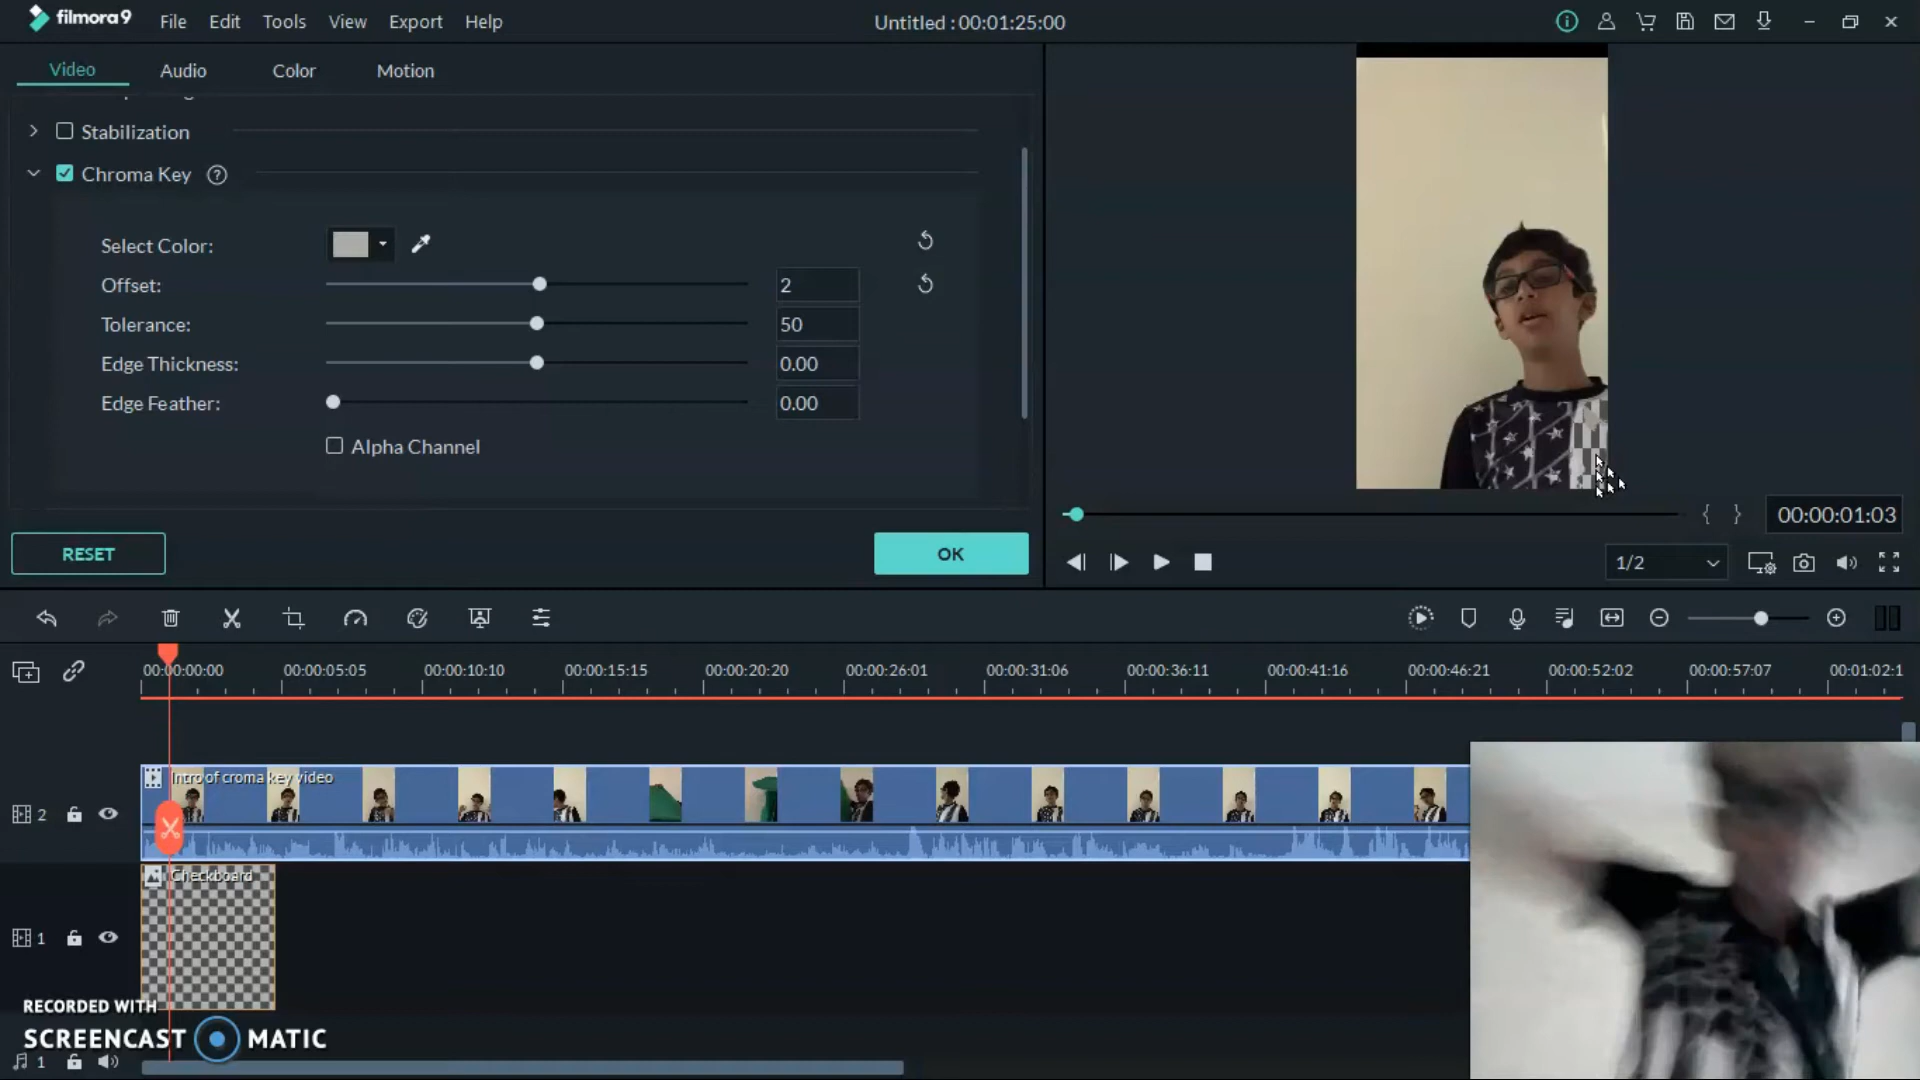 filmora9 File Edit Tools View Export Help Untitled : 00:01:25:00
Video Audio Color Motion
Stabilization
Chroma Key ?
Select Color:
Offset: 2
Tolerance: 50
Edge Thickness: 0.00
Edge Feather: 0.00
Alpha Channel
RESET OK
{ } 00:00:01:03
1/2
00:00:00:00 00:00:05:05 00:00:10:10 00:00:15:15 00:00:20:20 00:00:26:01 00:00:31:06 00:00:36:11 00:00:41:16 00:00:46:21 00:00:52:02 00:00:57:07 00:01:02:1
Intro of croma key video
2
Checkboard
1
RECORDED WITH
SCREENCAST MATIC
1